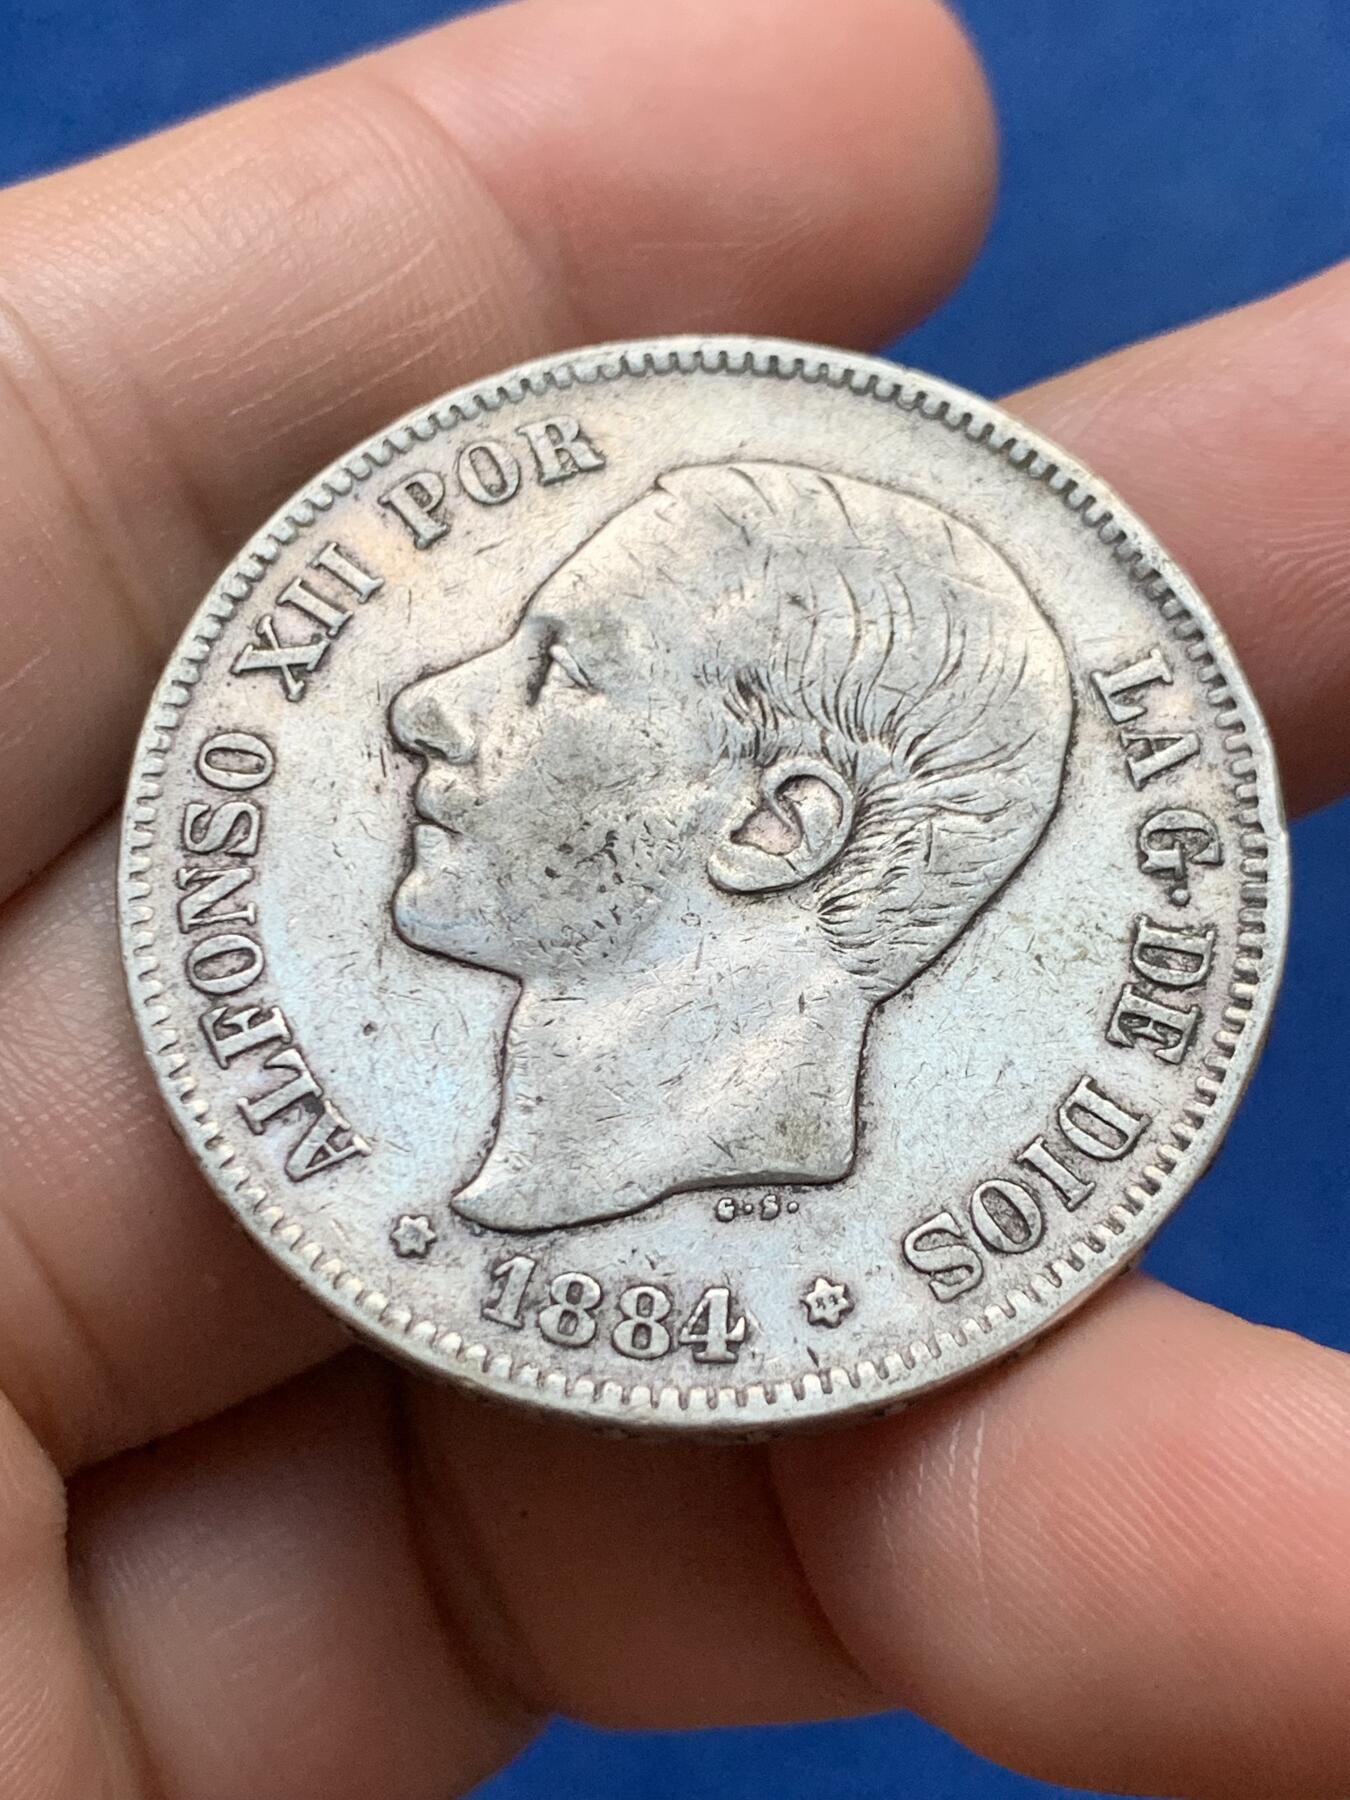 ALFONSO XII POR LA G. DE DIOS
G.S.
1884